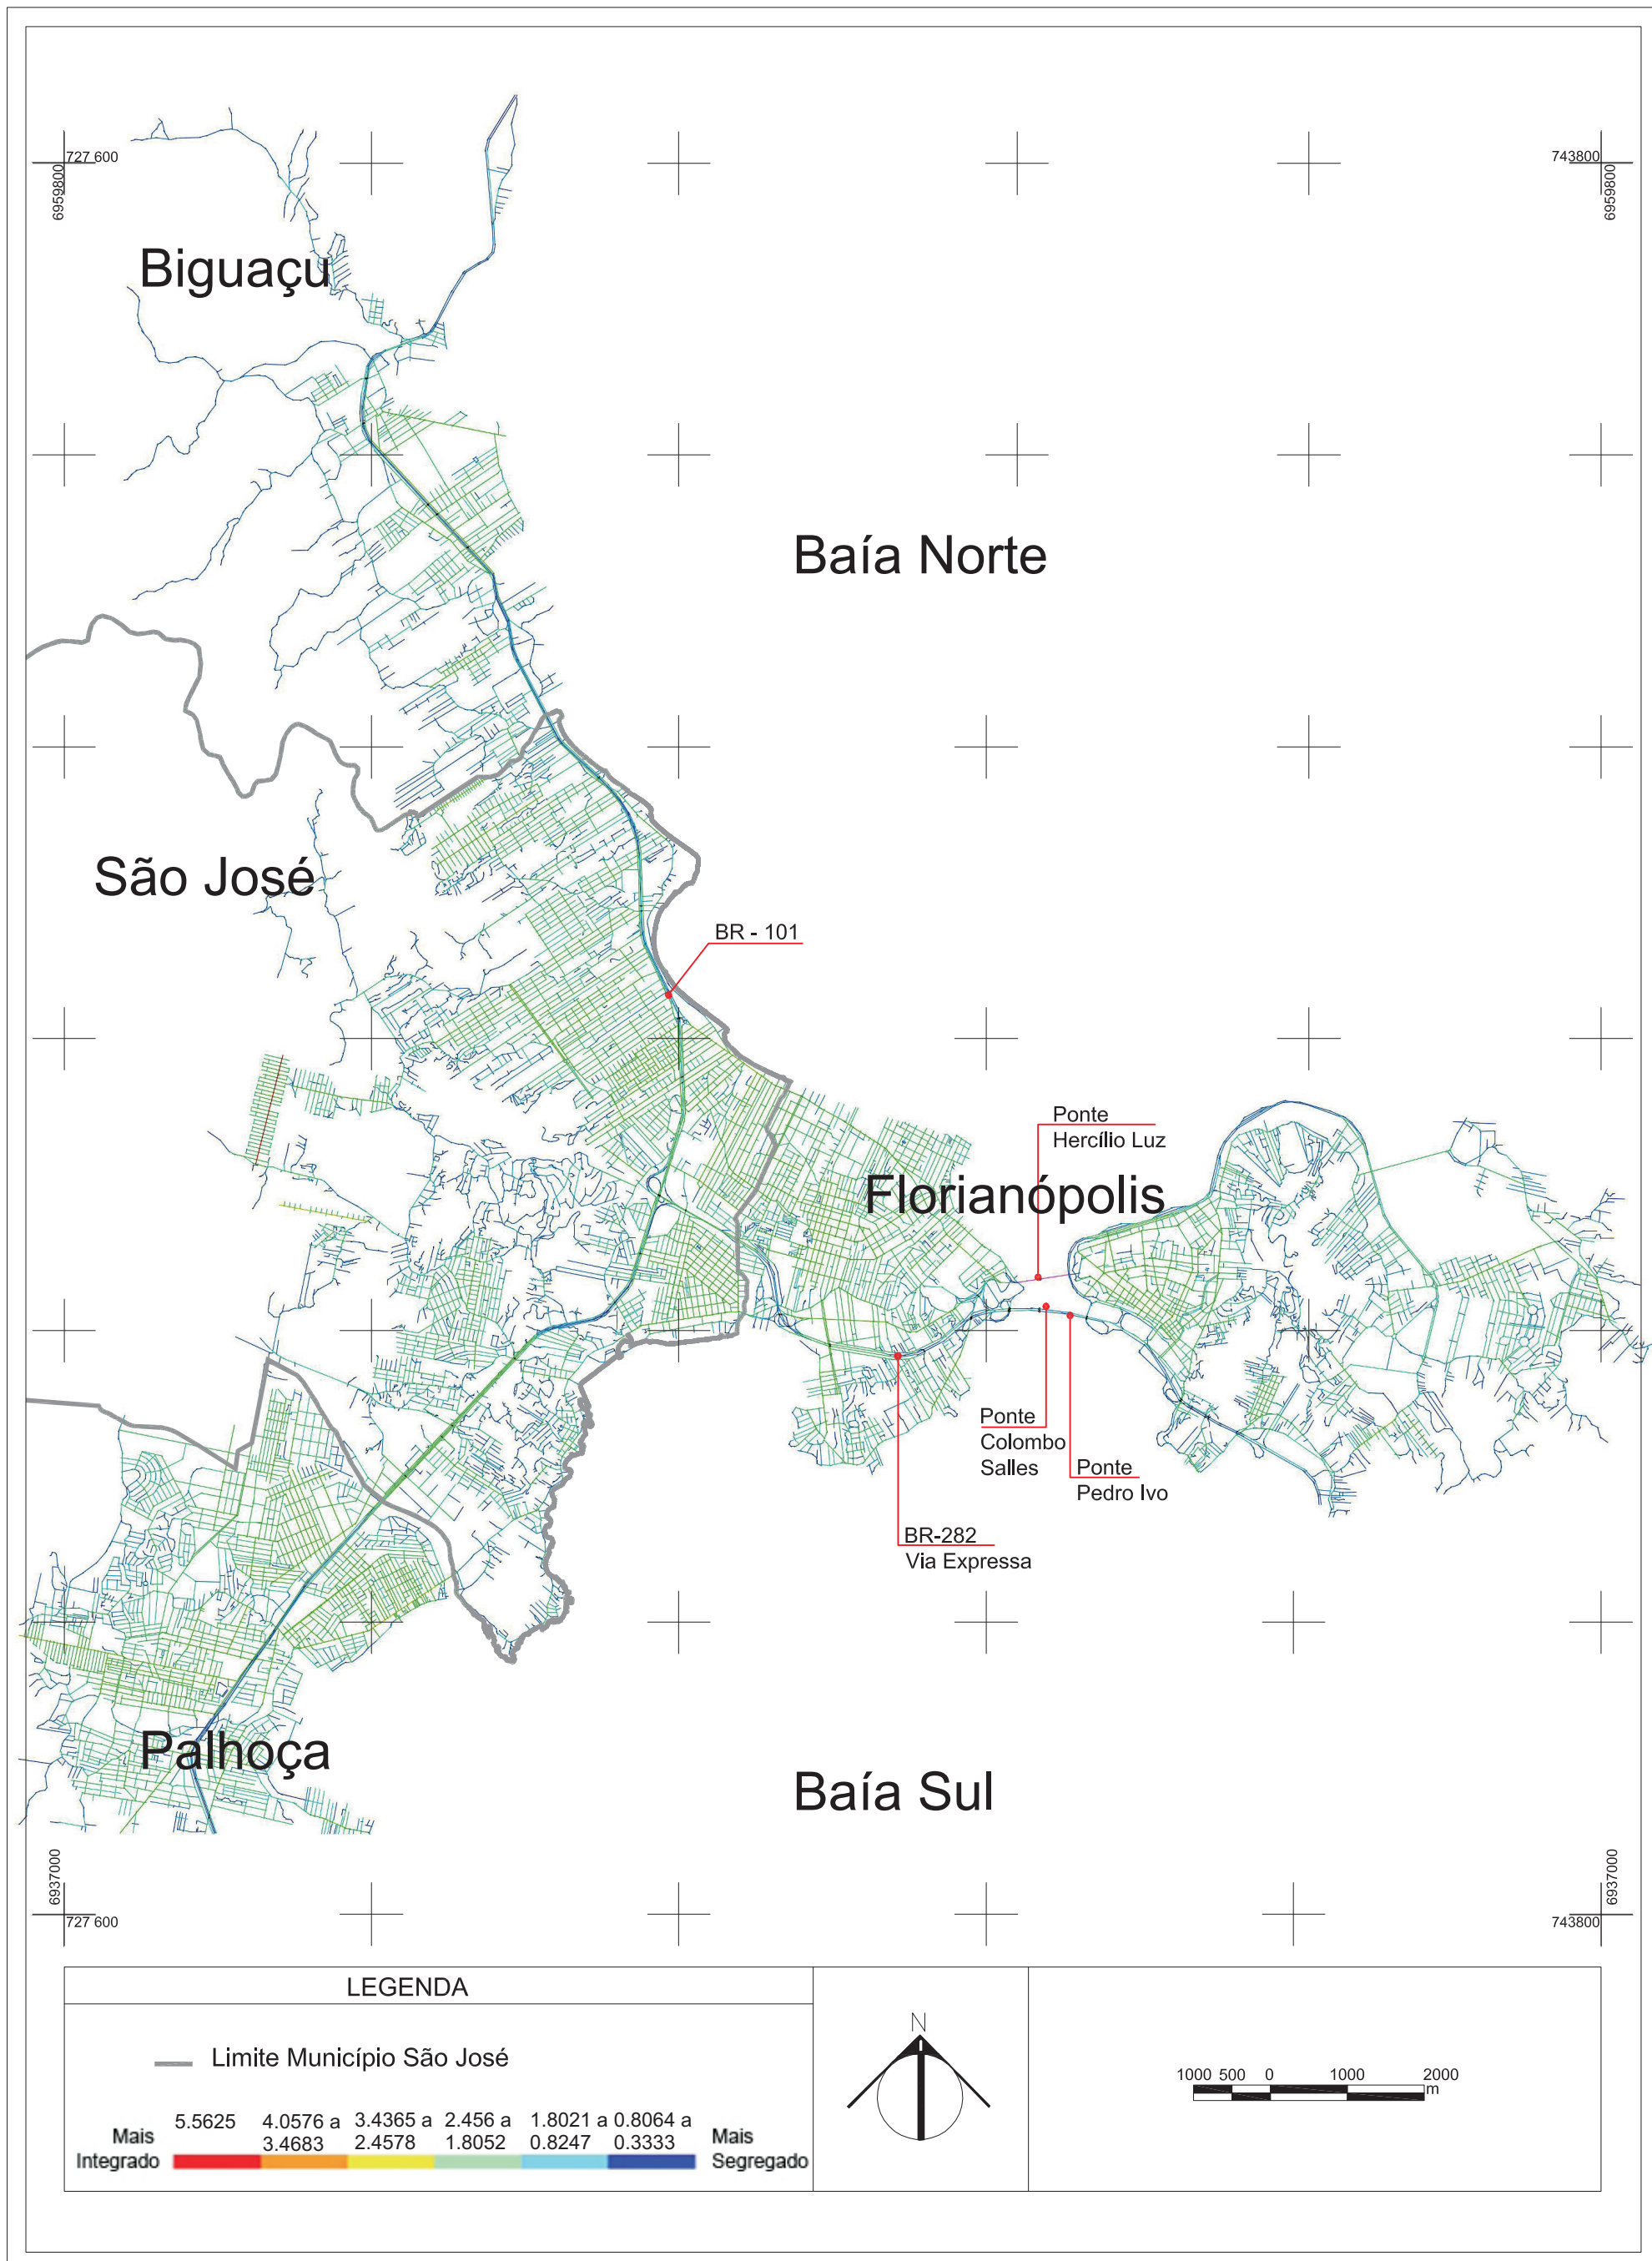 727 600
6959800
743800
6959800
Biguaçu
Baía Norte
São José
BR - 101
Ponte
Hercílio Luz
Florianópolis
Ponte
Colombo
Salles
Ponte
Pedro Ivo
BR-282
Via Expressa
Palhoça
Baía Sul
6937000
727 600
6937000
743800
LEGENDA
Limite Município São José
Mais
Integrado
5.5625
4.0576 a
3.4683
3.4365 a
2.4578
2.456 a
1.8052
1.8021 a
0.8247
0.8064 a
0.3333
Mais
Segregado
N
1000 500 0 1000 2000
m